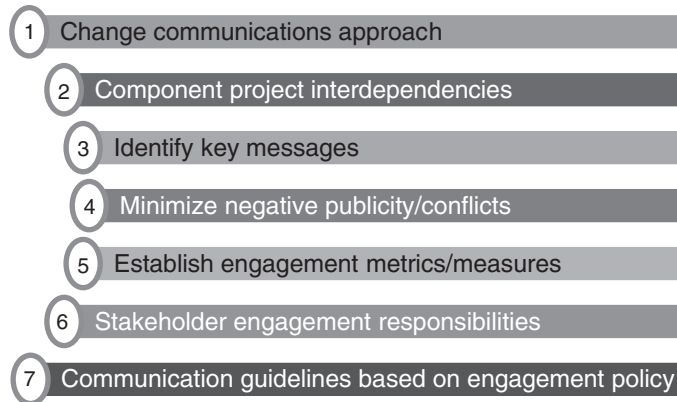 1 Change communications approach
2 Component project interdependencies
3 Identify key messages
4 Minimize negative publicity/conflicts
5 Establish engagement metrics/measures
6 Stakeholder engagement responsibilities
7 Communication guidelines based on engagement policy